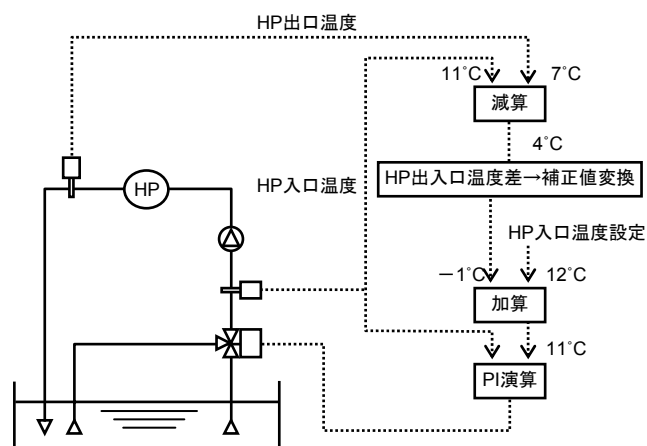 HP出口温度
11˚C
7˚C
減算
4˚C
HP
HP入口温度
HP出入口温度差→補正値変換
HP入口温度設定
－1˚C
12˚C
加算
11˚C
PI演算